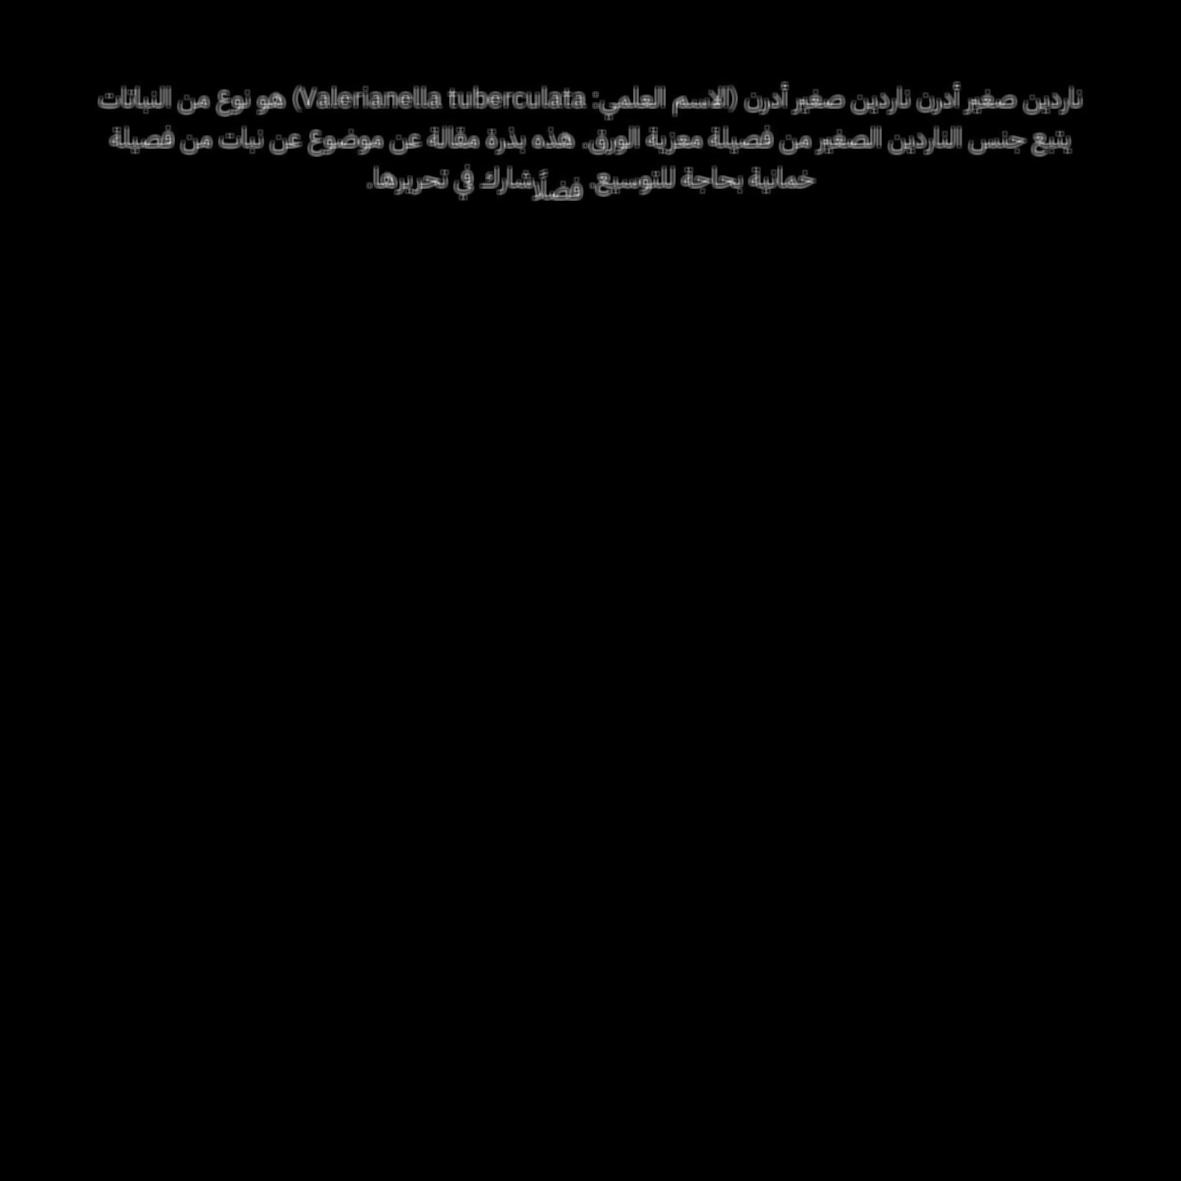 ناردين صغير أدرن ناردين صغير أدرن (الاسم العلمي: Valerianella tuberculata) هو نوع من النباتات
يتبع جنس الناردين الصغير من فصيلة معزية الورق. هذه بذرة مقالة عن موضوع عن نبات من فصيلة
خمانية بحاجة للتوسيع. فضلًا شارك في تحريرها.